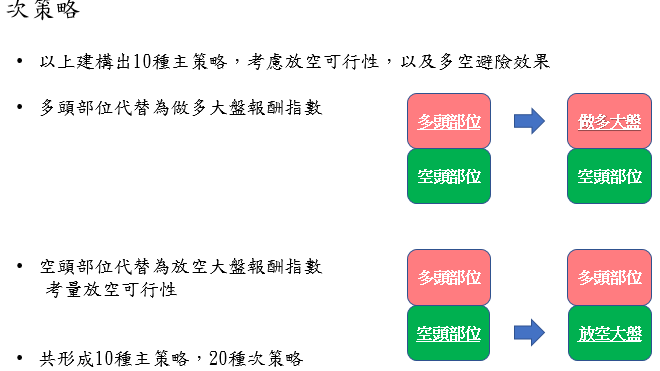 次策略
• 以上建構出10種主策略，考慮放空可行性，以及多空避險效果
• 多頭部位代替為做多大盤報酬指數
多頭部位
做多大盤
空頭部位
空頭部位
• 空頭部位代替為放空大盤報酬指數
考量放空可行性
多頭部位
多頭部位
空頭部位
放空大盤
• 共形成10種主策略，20種次策略